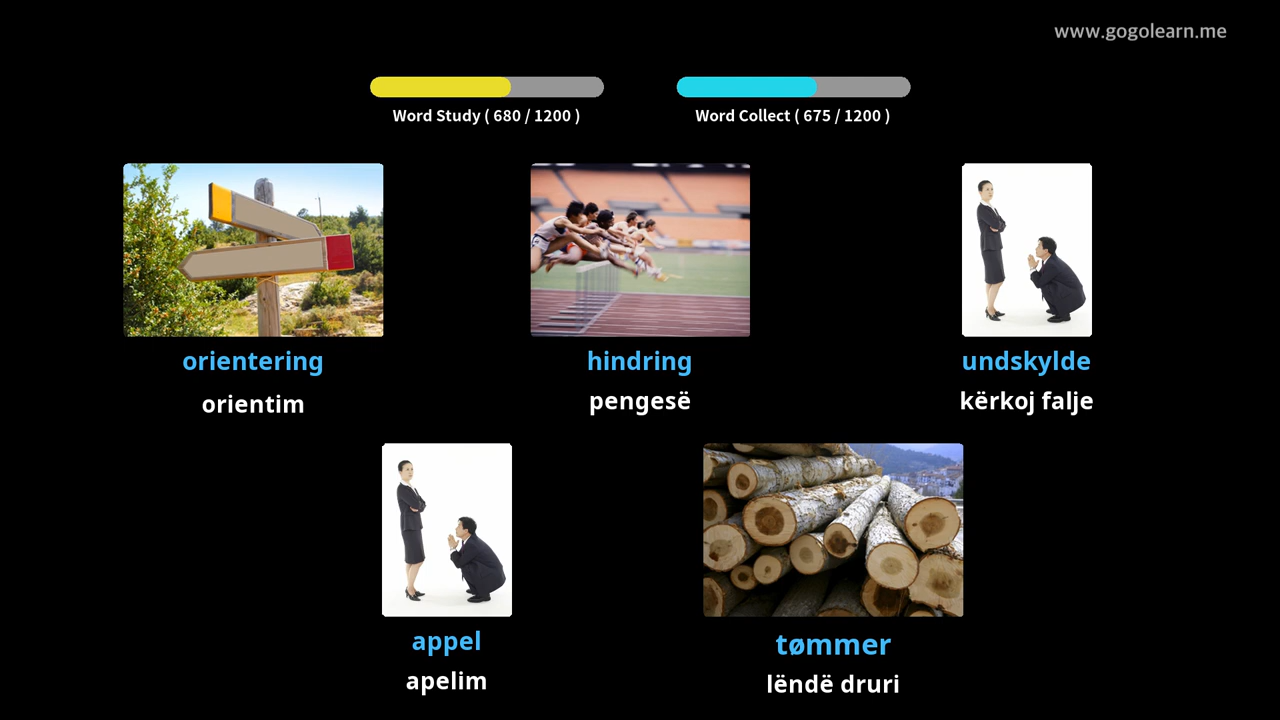 www.gogolearn.me
Word Study ( 680 / 1200 )
Word Collect ( 675 / 1200 )
orientering
orientim
hindring
pengesë
undskylde
kërkoj falje
appel
apelim
tømmer
lëndë druri